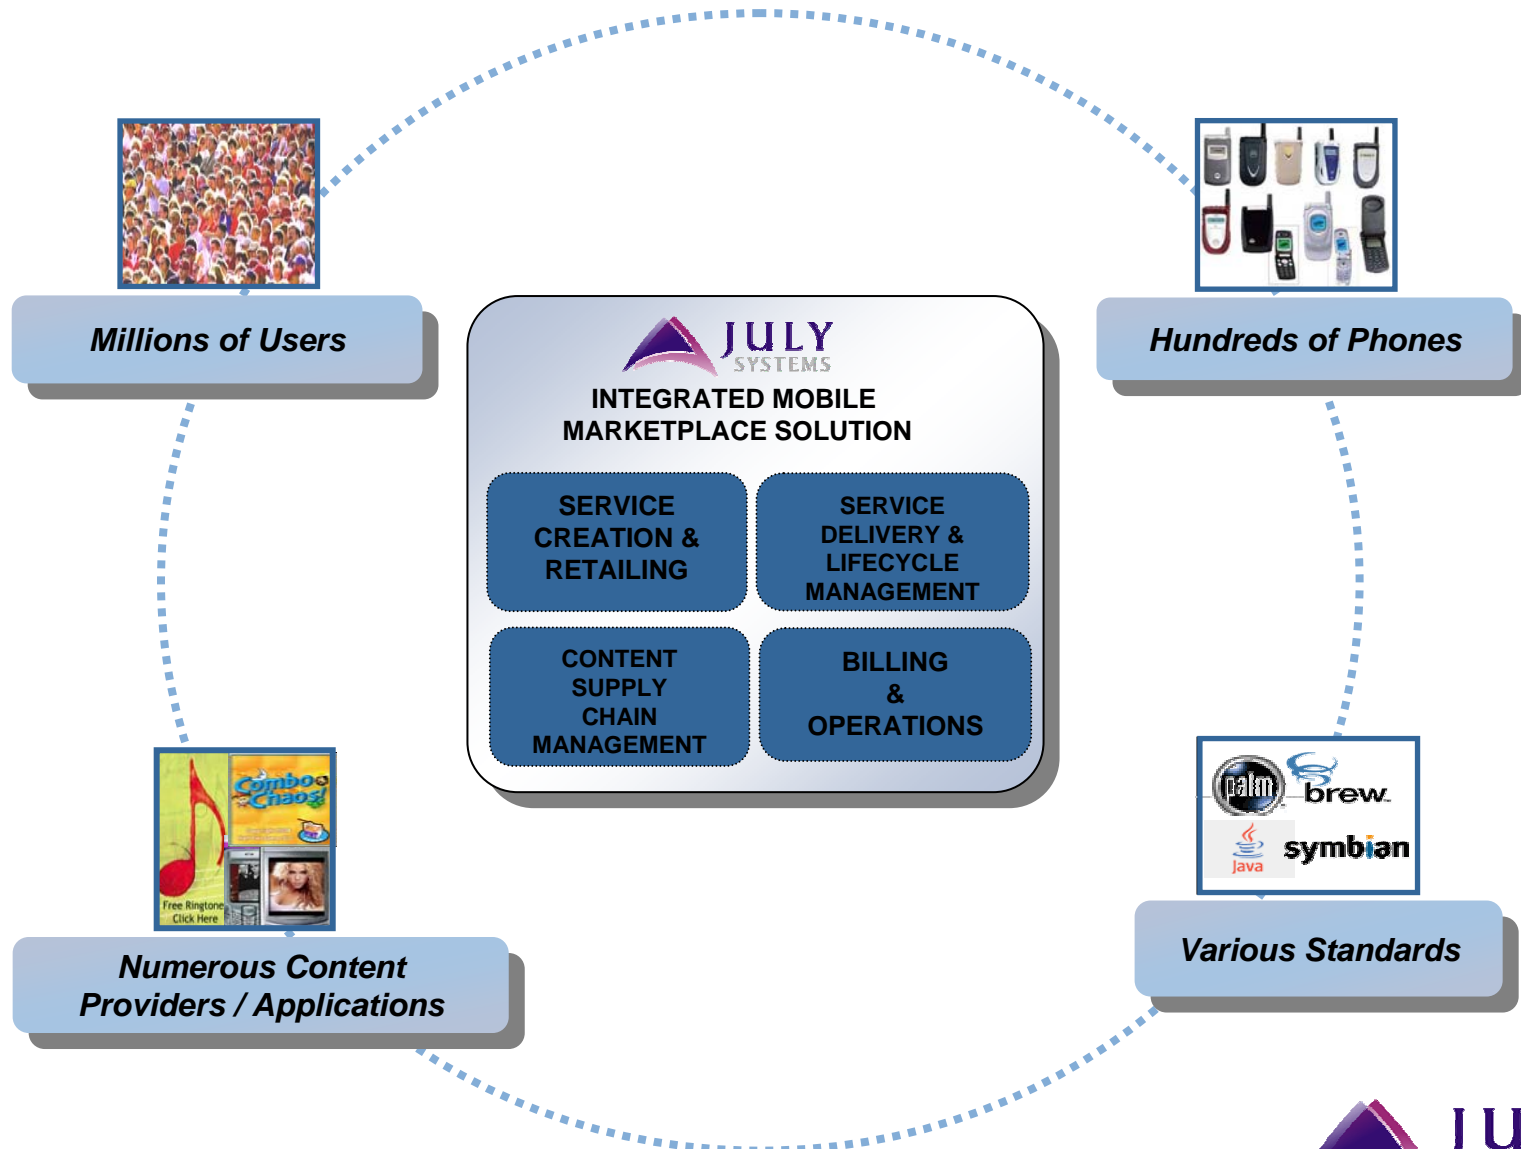 Millions of Users
Hundreds of Phones
JULY
SYSTEMS
INTEGRATED MOBILE
MARKETPLACE SOLUTION
SERVICE
CREATION &
RETAILING
SERVICE
DELIVERY &
LIFECYCLE
MANAGEMENT
CONTENT
SUPPLY
CHAIN
MANAGEMENT
BILLING
&
OPERATIONS
Combo
Chaos!
Free Ringtone
Click Here
palm
brew
Java
symbian
Numerous Content
Providers / Applications
Various Standards
JU